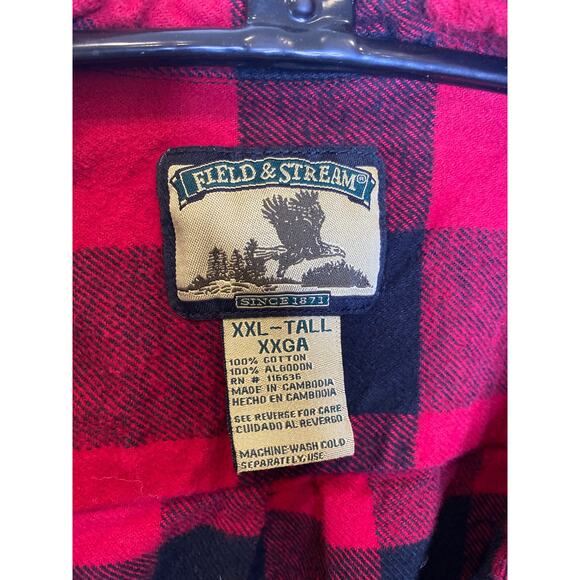 FIELD & STREAM®
SINCE 1871
XXL-TALL
XXGA
100% COTTON
100% ALGODON
RN # 116696
MADE IN CAMBODIA
HECHO EN CAMBODIA
SEE REVERSE FOR CARE
CUIDADO AL REVERSO
MACHINE WASH COLD
SEPARATELY, USE